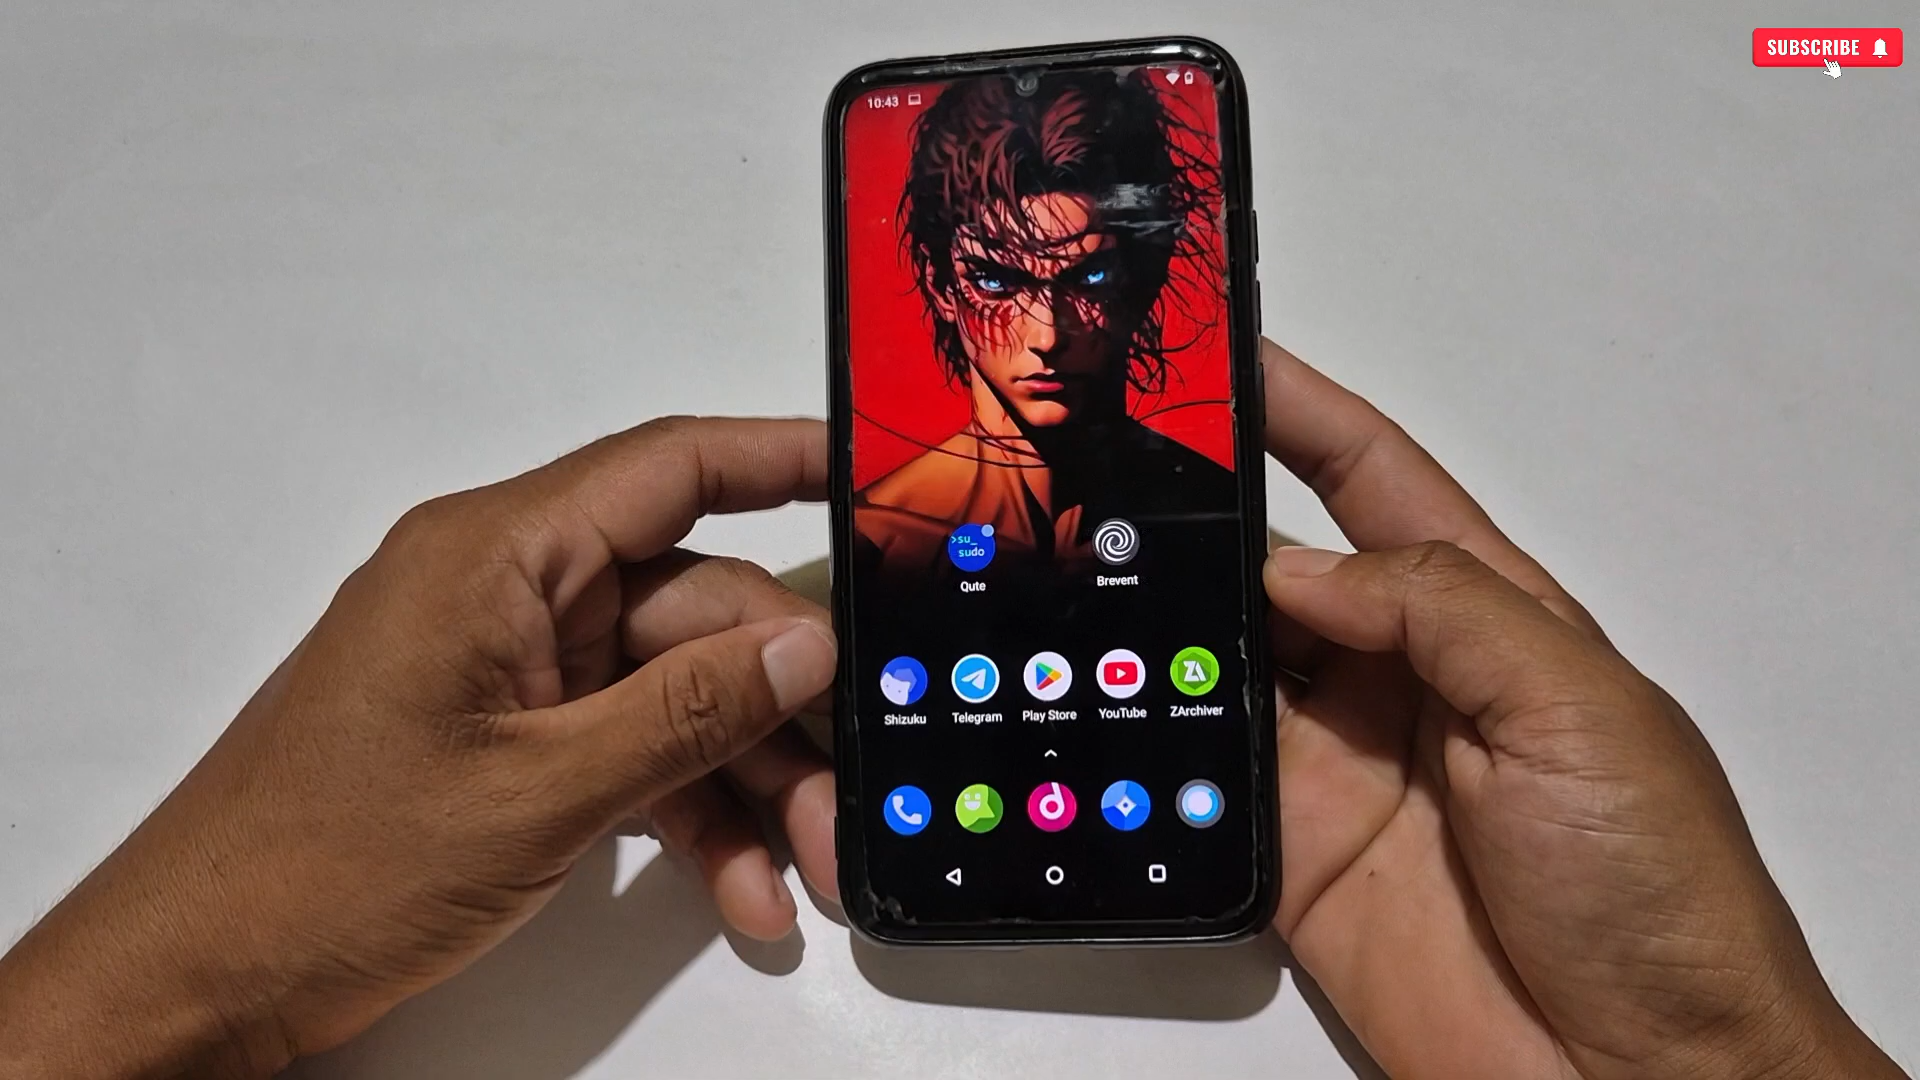 SUBSCRIBE
10:43
>su_
sudo
Qute
Brevent
Shizuku
Telegram
Play Store
YouTube
ZArchiver